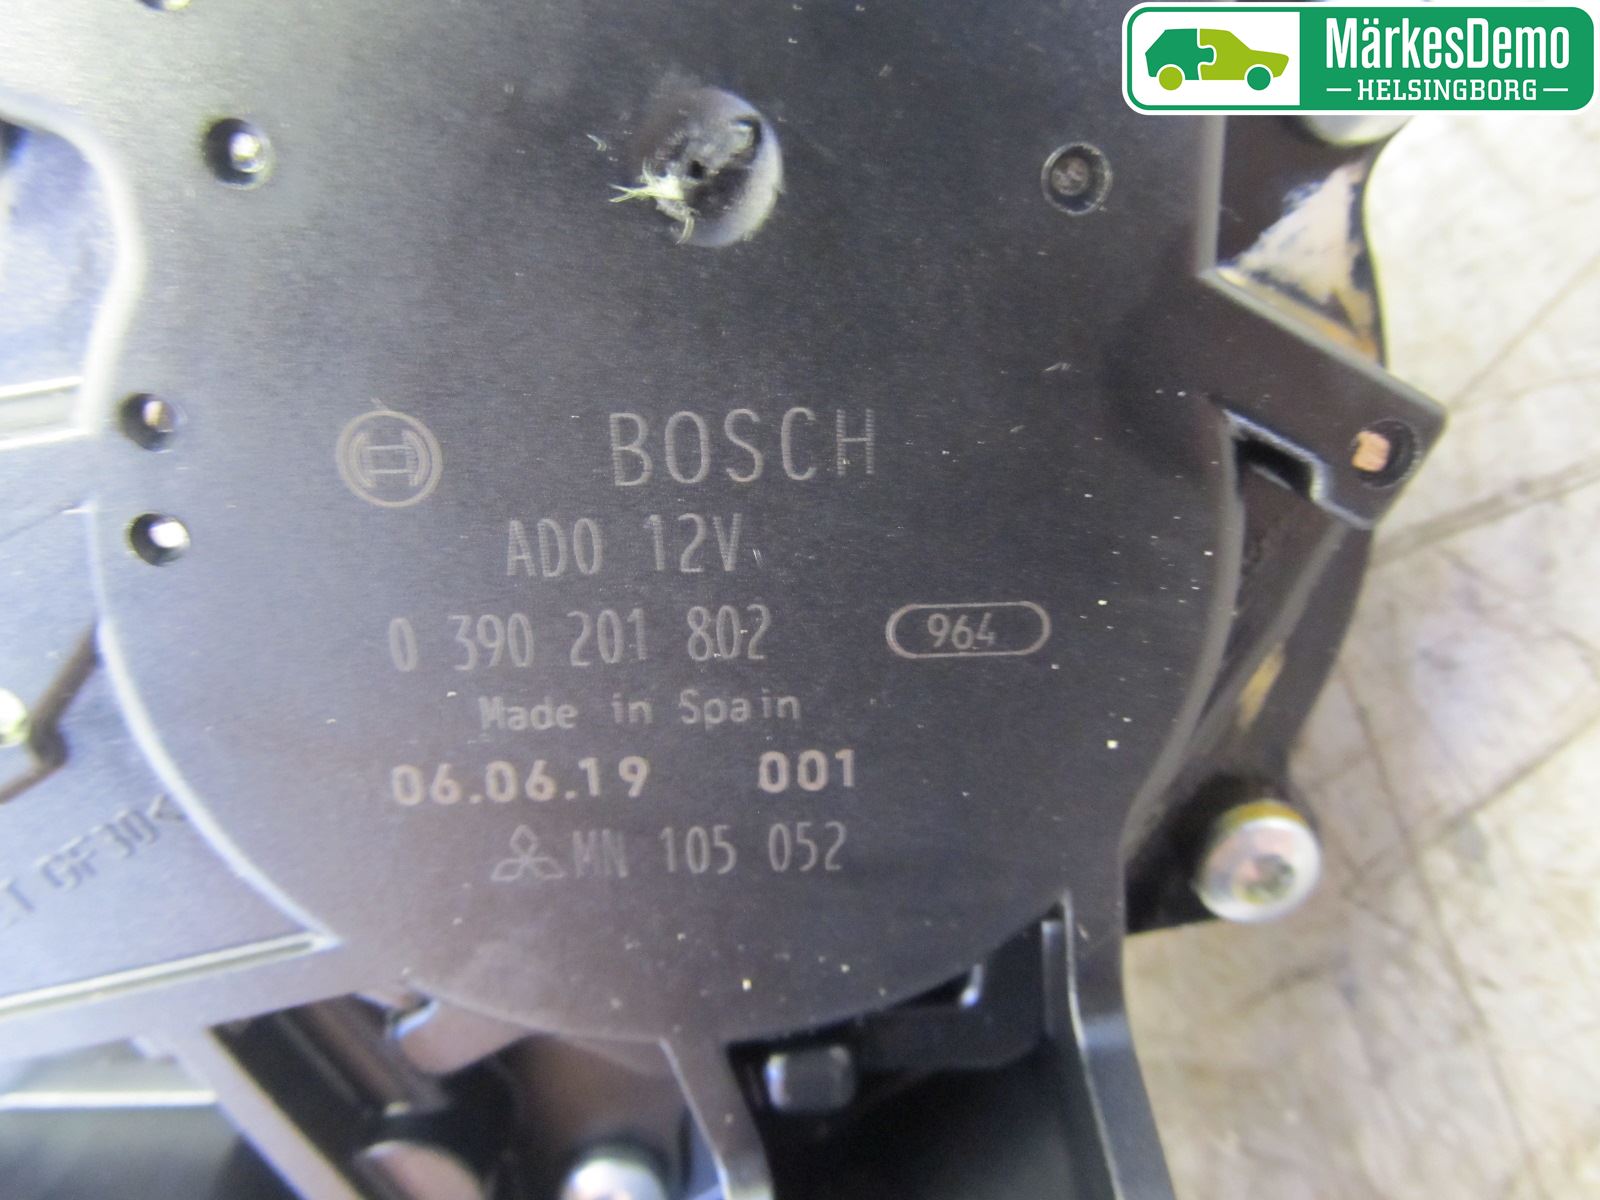 MärkesDemo
HELSINGBORG
BOSCH
ADO 12V
0 390 201 802 964
Made in Spain
06.06.19 001
MN 105 052
GF30<